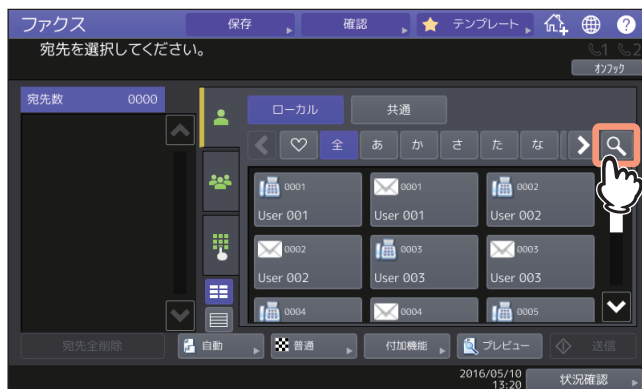 ファクス
保存
確認
テンプレート
?
宛先を選択してください。
1
2
オンフック
宛先数 0000
ローカル
共通
全
あ
か
さ
た
な
0001
User 001
0001
User 001
0002
User 002
0002
User 002
0003
User 003
0003
User 003
0004
0004
0005
宛先全削除
自動
普通
付加機能
プレビュー
送信
2016/05/10
13:20
状況確認